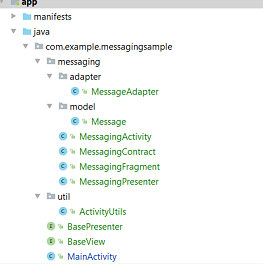 app
manifests
java
com.example.messagingsample
messaging
adapter
MessageAdapter
model
Message
MessagingActivity
MessagingContract
MessagingFragment
MessagingPresenter
util
ActivityUtils
BasePresenter
BaseView
MainActivity